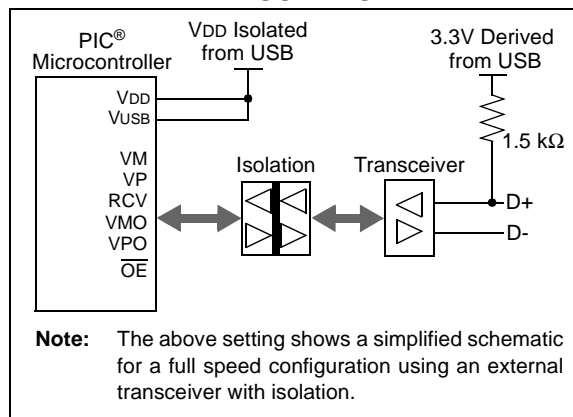 PIC®
Microcontroller
VDD Isolated
from USB
3.3V Derived
from USB
VDD
VUSB
1.5 kΩ
VM
VP
RCV
VMO
VPO
OE
Isolation
Transceiver
D+
D-
Note: The above setting shows a simplified schematic
for a full speed configuration using an external
transceiver with isolation.